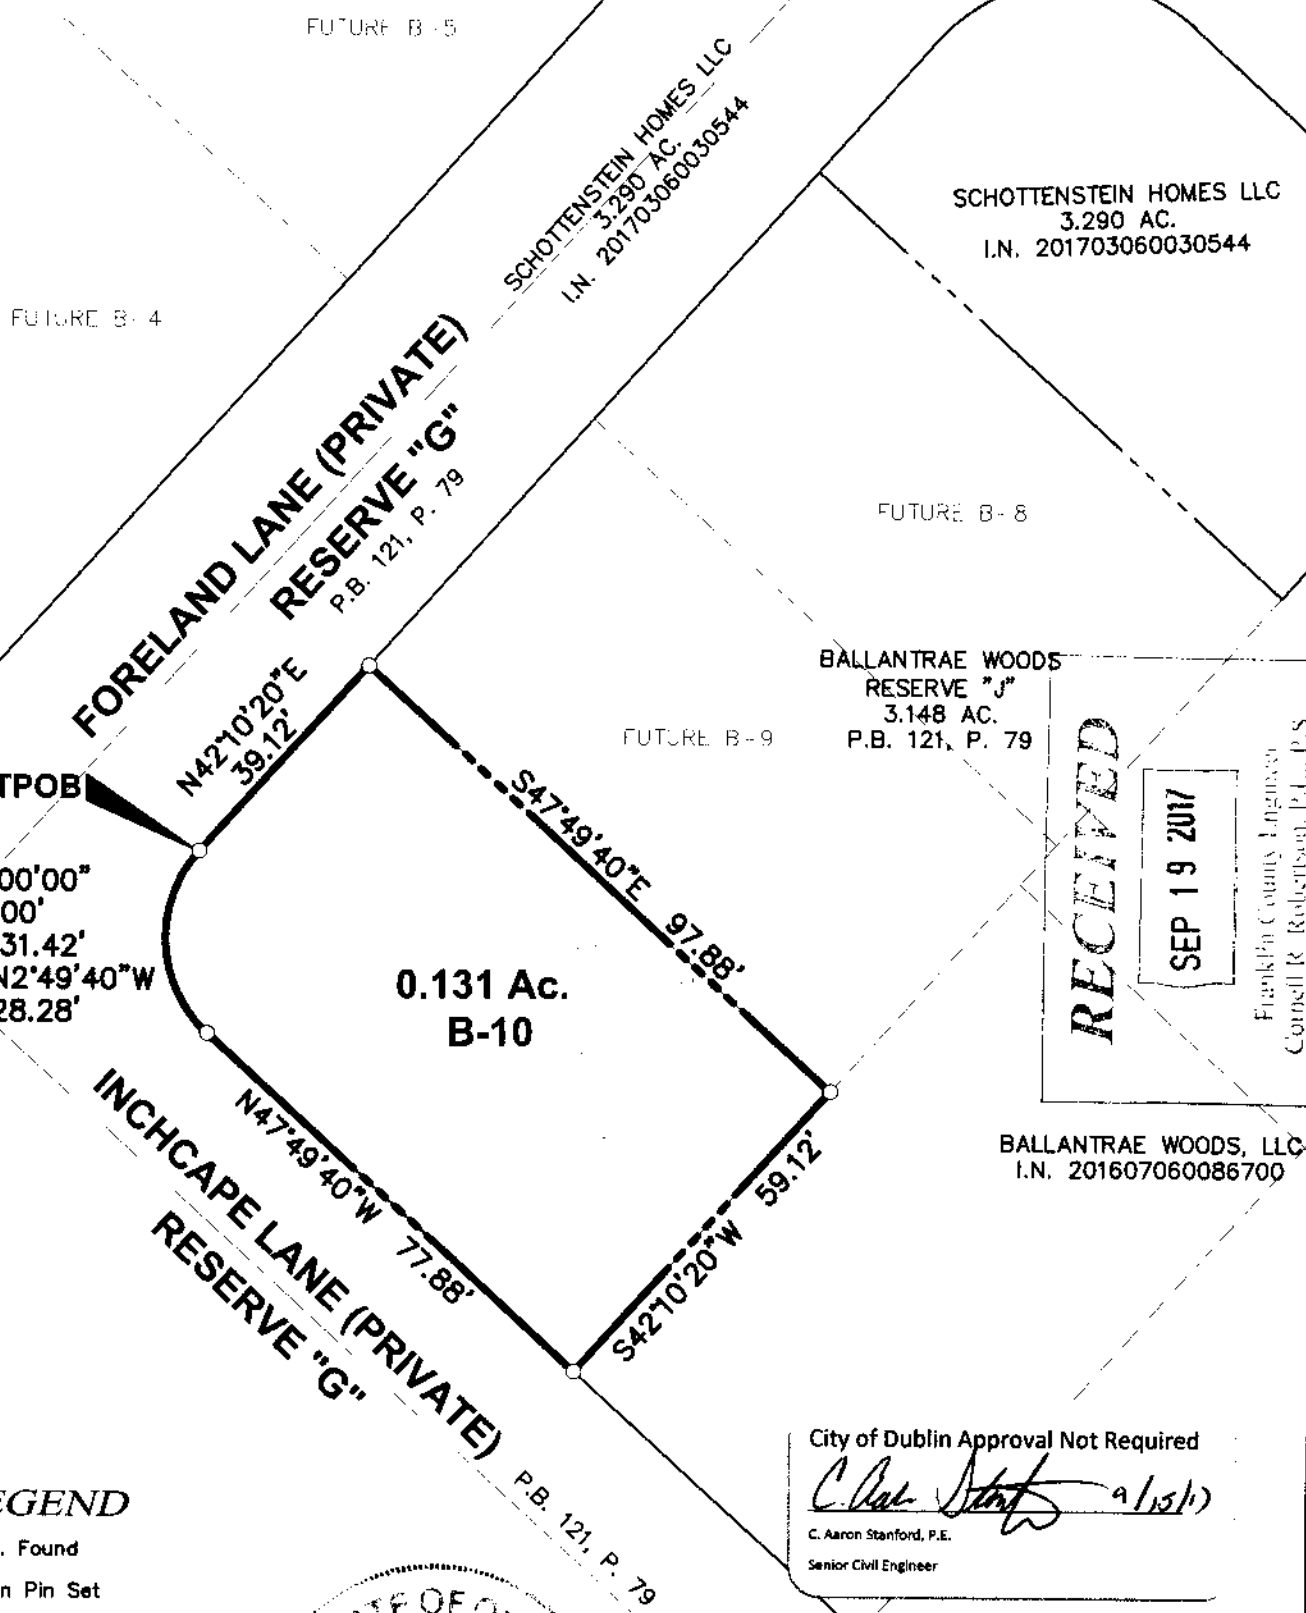 FUTURE B-5
SCHOTTENSTEIN HOMES LLC
3.290 AC.
I.N. 201703060030544
SCHOTTENSTEIN HOMES LLC
3.290 AC.
I.N. 201703060030544
FUTURE B-4
FORELAND LANE (PRIVATE)
RESERVE "G"
P.B. 121, P. 79
FUTURE B-8
BALLANTRAE WOODS
RESERVE "J"
3.148 AC.
P.B. 121, P. 79
FUTURE B-9
N42°10'20"E
39.12'
TPOB
S47°49'40"E 97.88'
00'00"
00'
31.42'
N2°49'40"W
28.28'
0.131 Ac.
B-10
RECEIVED
SEP 19 2017
Franklin County Engineer
Cornell R. Robertson, P.E., P.S.
N47°49'40"W 77.88'
S42°10'20"W 59.12'
INCHCAPE LANE (PRIVATE)
RESERVE "G"
P.B. 121, P. 79
BALLANTRAE WOODS, LLC
I.N. 201607060086700
City of Dublin Approval Not Required
9/15/17
C. Aaron Stanford, P.E.
Senior Civil Engineer
EGEND
. Found
n Pin Set
TE OF O